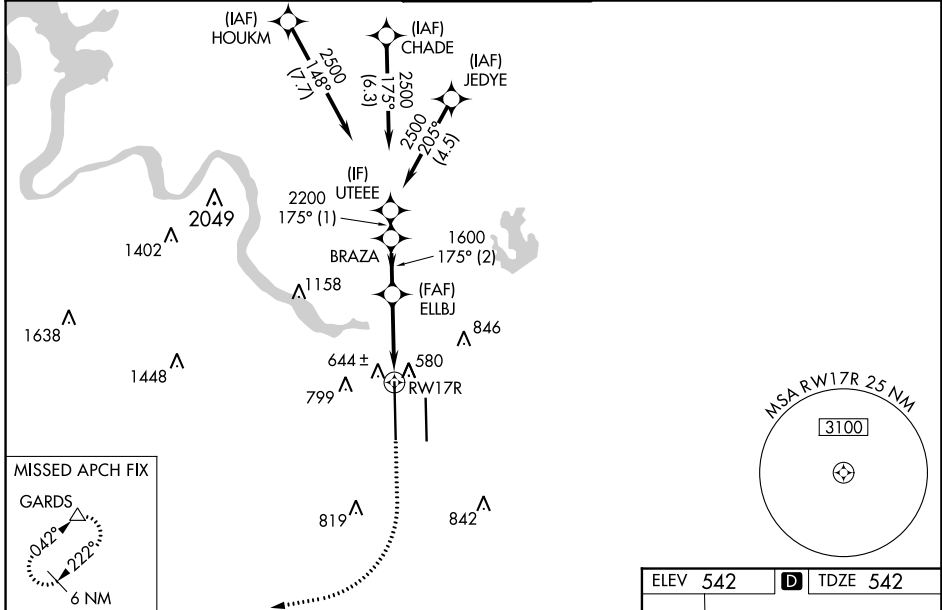 (IAF)
HOUKM
2500
148°
(7.7)
(IAF)
CHADE
2500
175°
(6.3)
(IAF)
JEDYE
2500
205°
(4.5)
(IF)
UTEEE
2200
175° (1)
2049
1402
BRAZA
1600
175° (2)
1158
(FAF)
ELLBJ
1638
846
1448
644 ±
580
799
RW17R
MSA RW17R 25 NM
3100
MISSED APCH FIX
GARDS
042°
222°
6 NM
819
842
ELEV 542 D TDZE 542